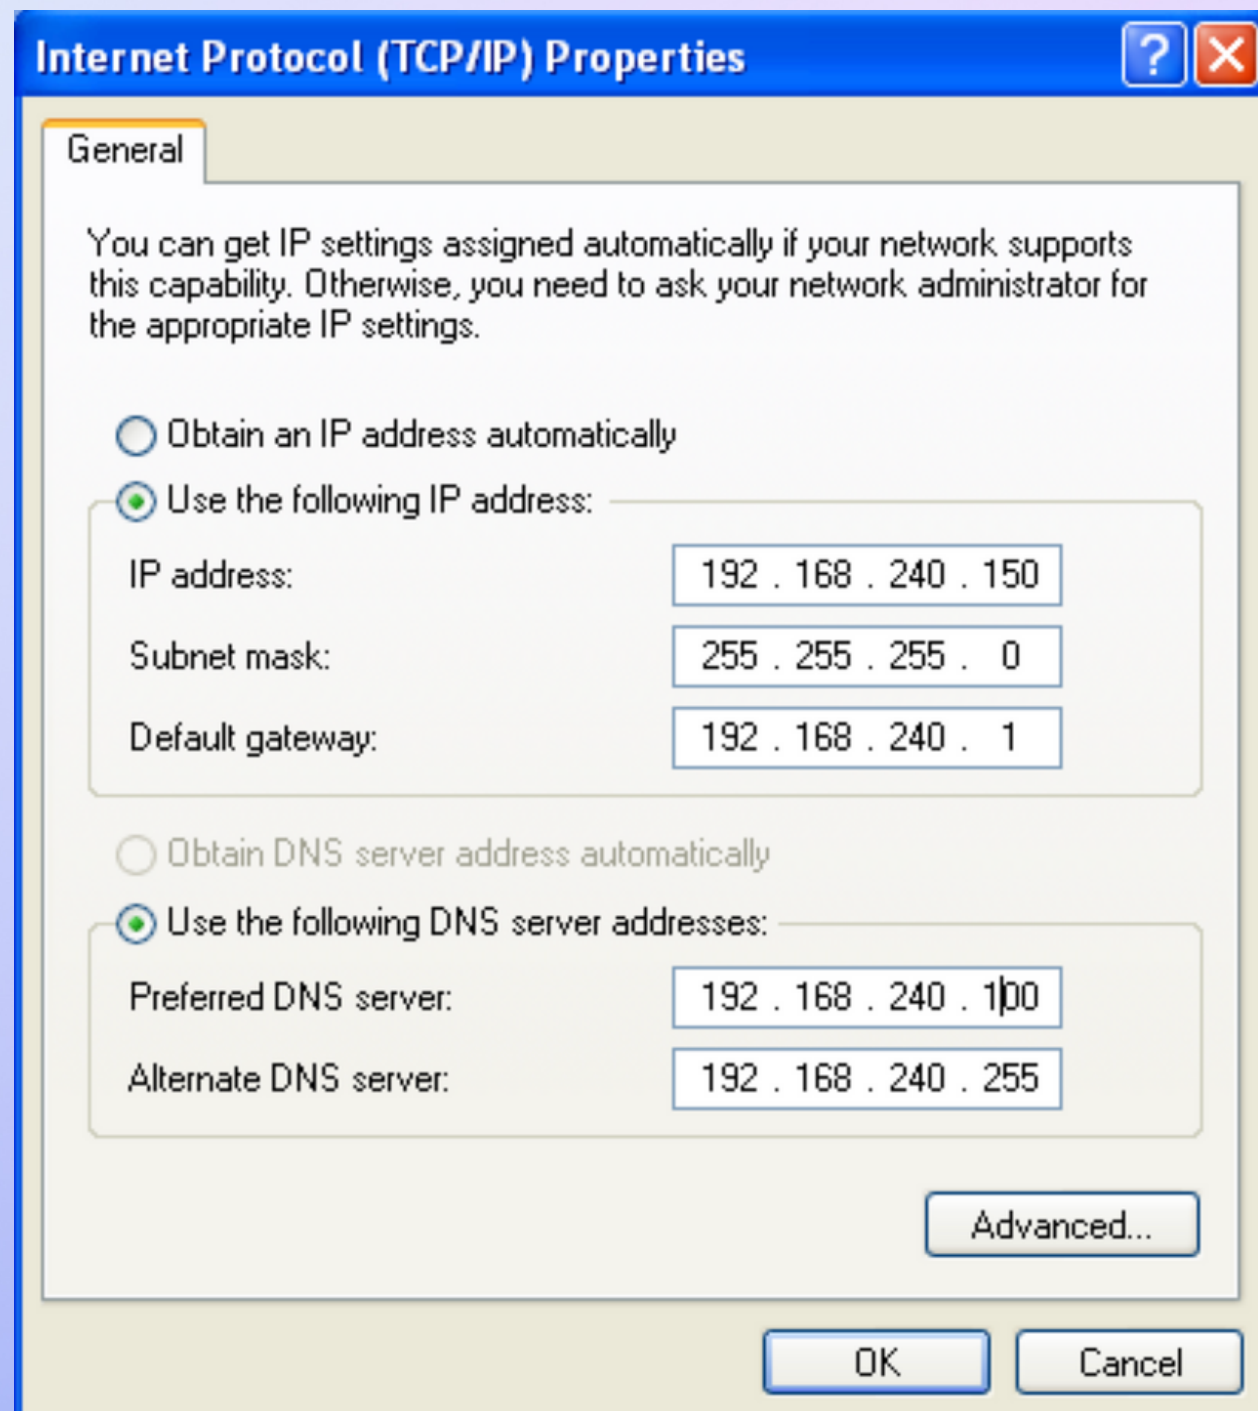 Internet Protocol (TCP/IP) Properties
General
You can get IP settings assigned automatically if your network supports
this capability. Otherwise, you need to ask your network administrator for
the appropriate IP settings.
Obtain an IP address automatically
Use the following IP address:
IP address: 192 . 168 . 240 . 150
Subnet mask: 255 . 255 . 255 . 0
Default gateway: 192 . 168 . 240 . 1
Obtain DNS server address automatically
Use the following DNS server addresses:
Preferred DNS server: 192 . 168 . 240 . 100
Alternate DNS server: 192 . 168 . 240 . 255
Advanced...
OK Cancel